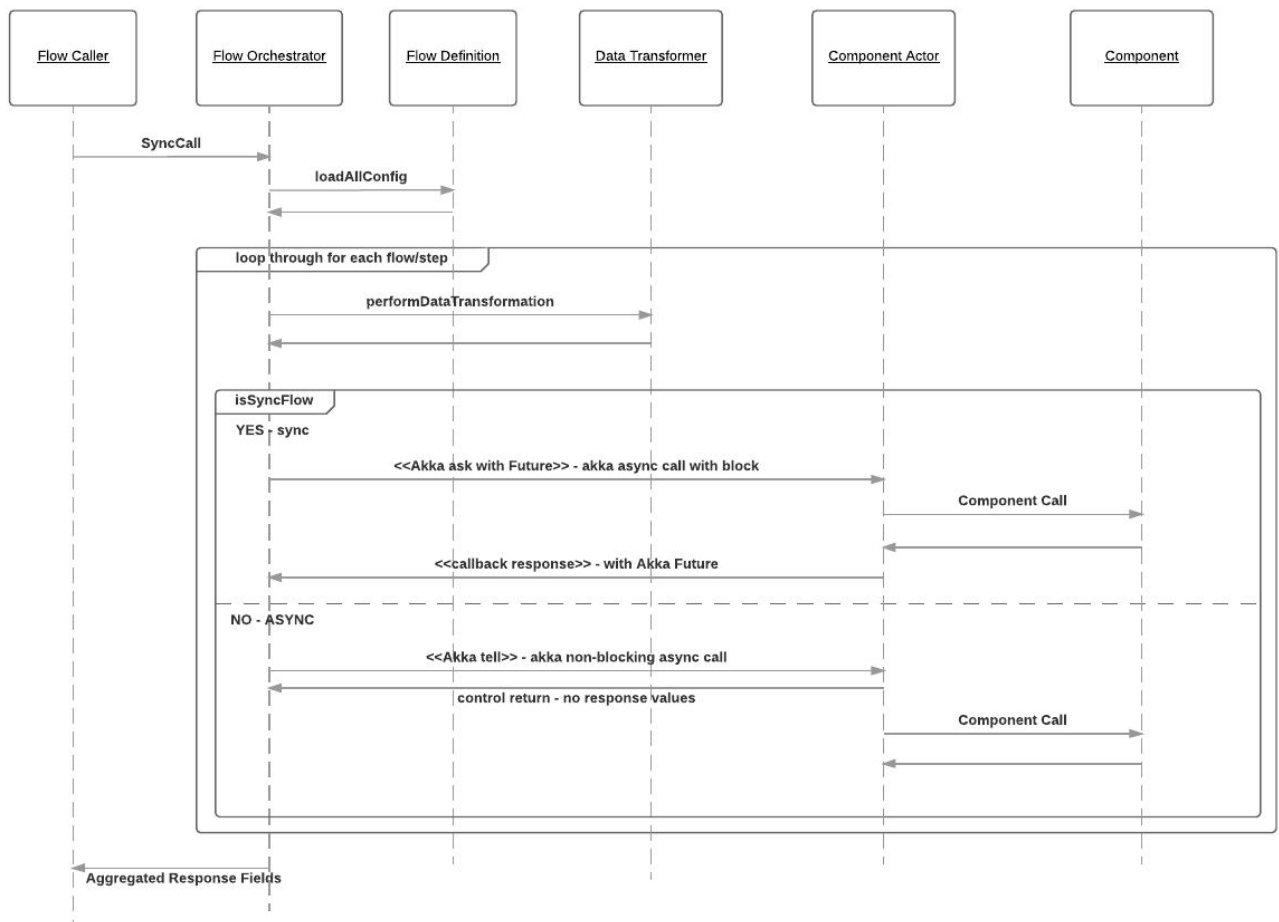 Flow Caller
Flow Orchestrator
Flow Definition
Data Transformer
Component Actor
Component
SyncCall
loadAllConfig
loop through for each flow/step
performDataTransformation
isSyncFlow
YES - sync
<<Akka ask with Future>> - akka async call with block
Component Call
<<callback response>> - with Akka Future
NO - ASYNC
<<Akka tell>> - akka non-blocking async call
control return - no response values
Component Call
Aggregated Response Fields